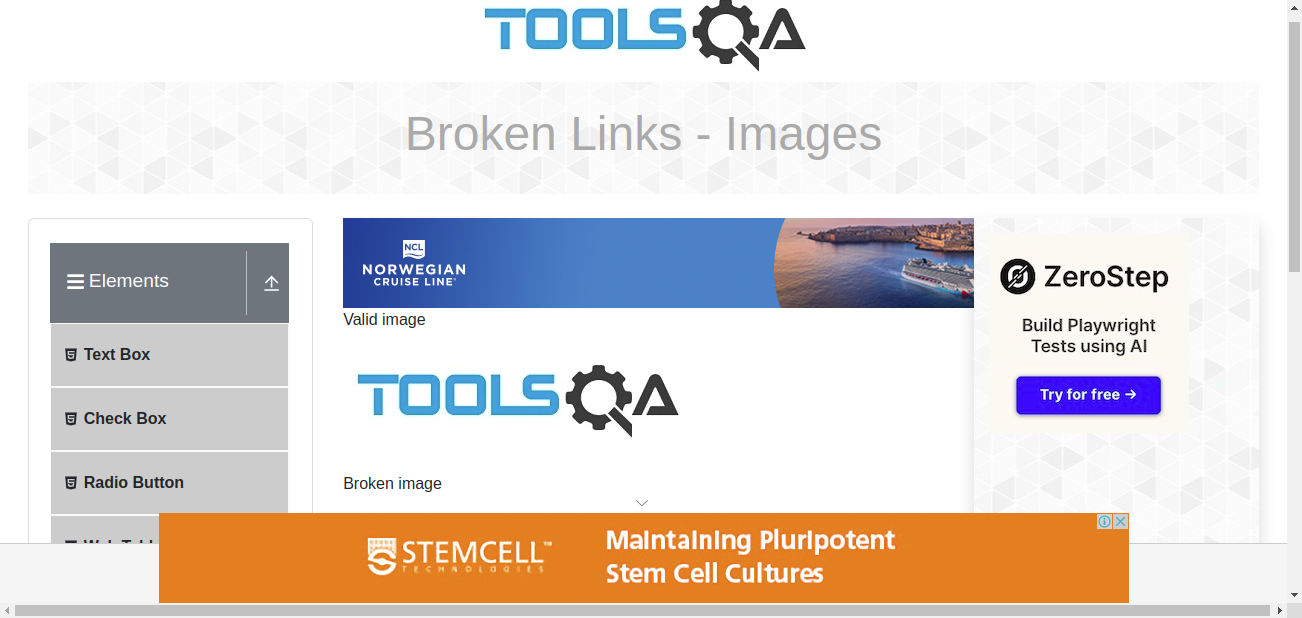 TOOLSQA
Broken Links - Images
Elements
Text Box
Check Box
Radio Button
NCL
NORWEGIAN
CRUISE LINE
Valid image
TOOLSQA
Broken image
ZeroStep
Build Playwright
Tests using AI
Try for free →
STEMCELL™
TECHNOLOGIES
Maintaining Pluripotent
Stem Cell Cultures